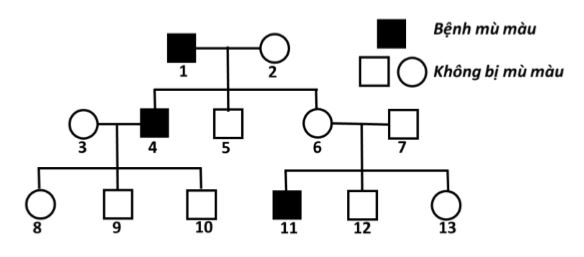 Bệnh mù màu
Không bị mù màu
1 2
3 4 5 6 7
8 9 10 11 12 13